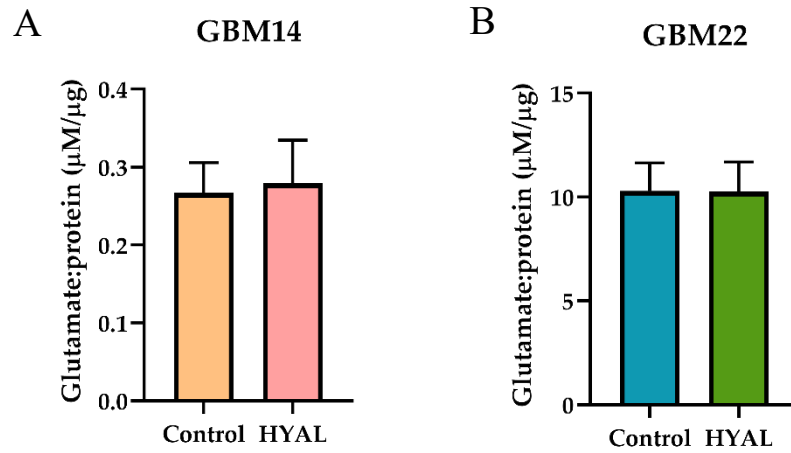 A
GBM14
Glutamate:protein (μM/μg)
0.4
0.3
0.2
0.1
0.0
Control HYAL
B
GBM22
Glutamate:protein (μM/μg)
15
10
5
0
Control HYAL